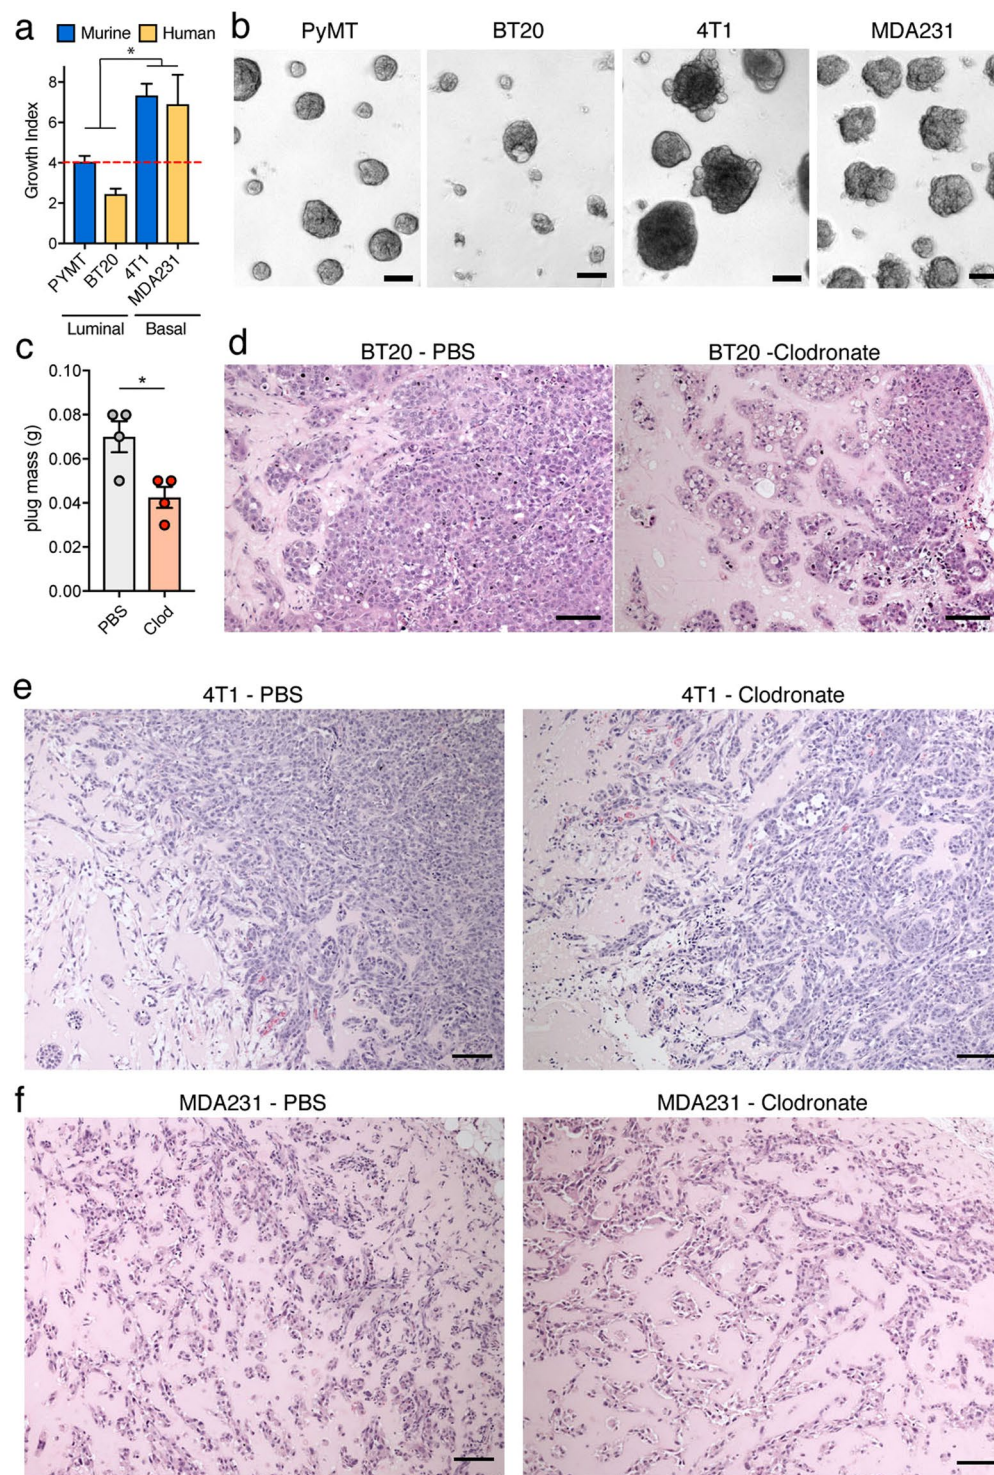 a
Murine Human
*
Growth Index
8
6
4
2
0
PYMT
BT20
4T1
MDA231
Luminal Basal
b
PyMT BT20 4T1 MDA231
c
plug mass (g)
0.10
0.08
0.06
0.04
0.02
0.00
*
PBS
Clod
d
BT20 - PBS BT20 -Clodronate
e
4T1 - PBS 4T1 - Clodronate
f
MDA231 - PBS MDA231 - Clodronate